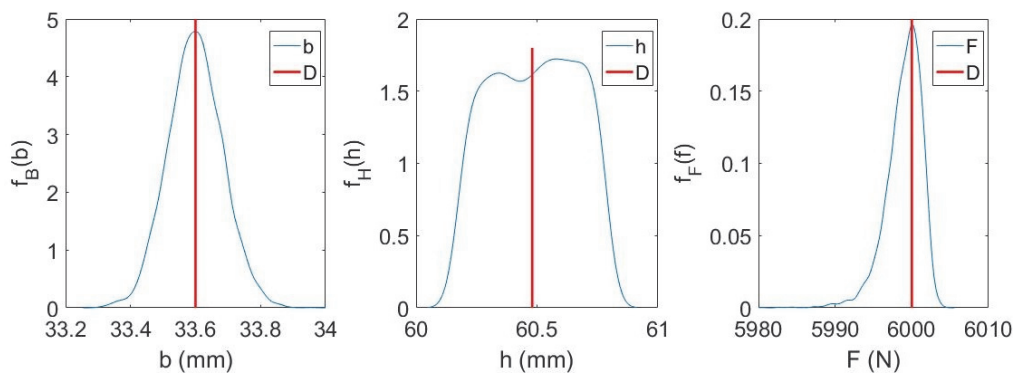 5
4
3
2
1
0
f_B(b)
33.2
33.4
33.6
33.8
34
b (mm)
b
D
2
1.5
1
0.5
0
f_H(h)
60
60.5
61
h (mm)
h
D
0.2
0.15
0.1
0.05
0
f_F(f)
5980
5990
6000
6010
F (N)
F
D